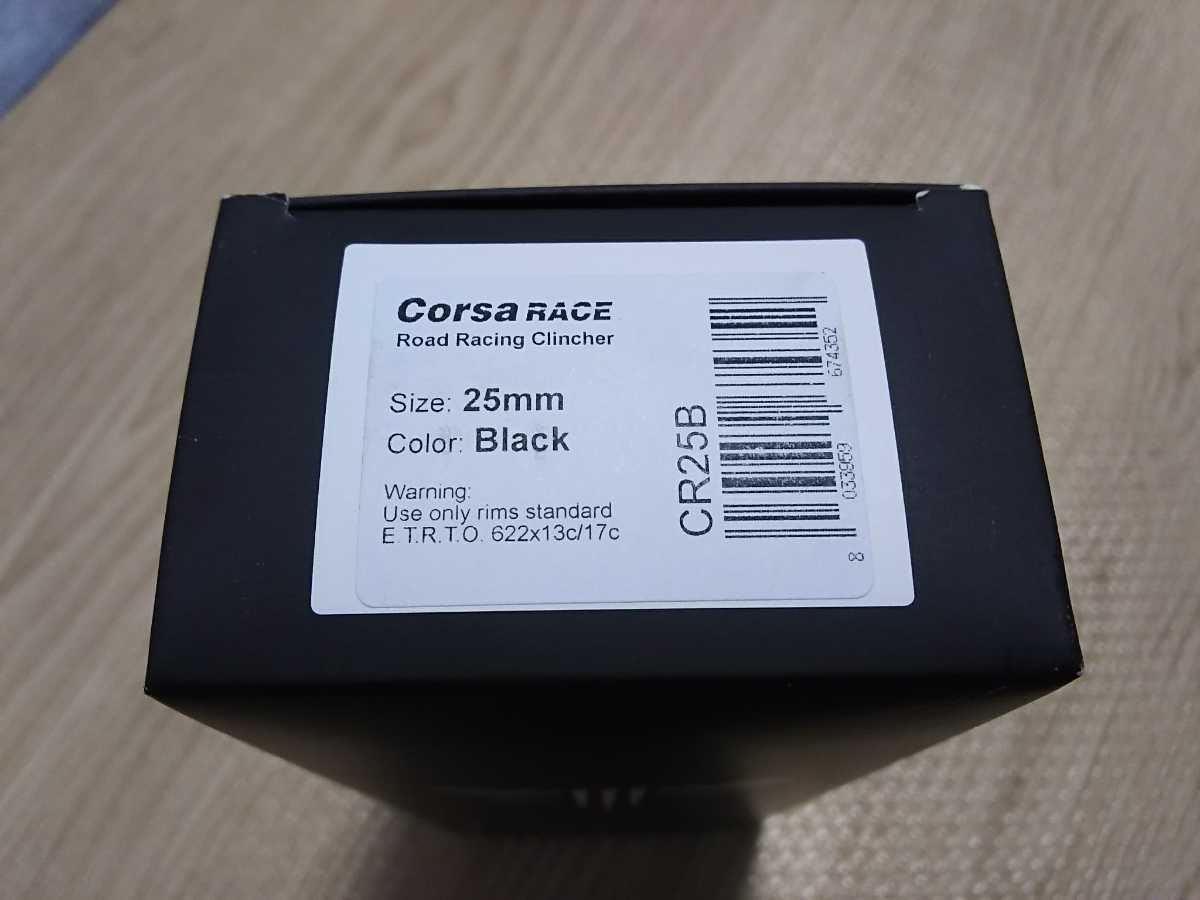 Corsa RACE
Road Racing Clincher
Size: 25mm
Color: Black
Warning:
Use only rims standard
E.T.R.T.O. 622x13c/17c
CR25B
8 033959 674352